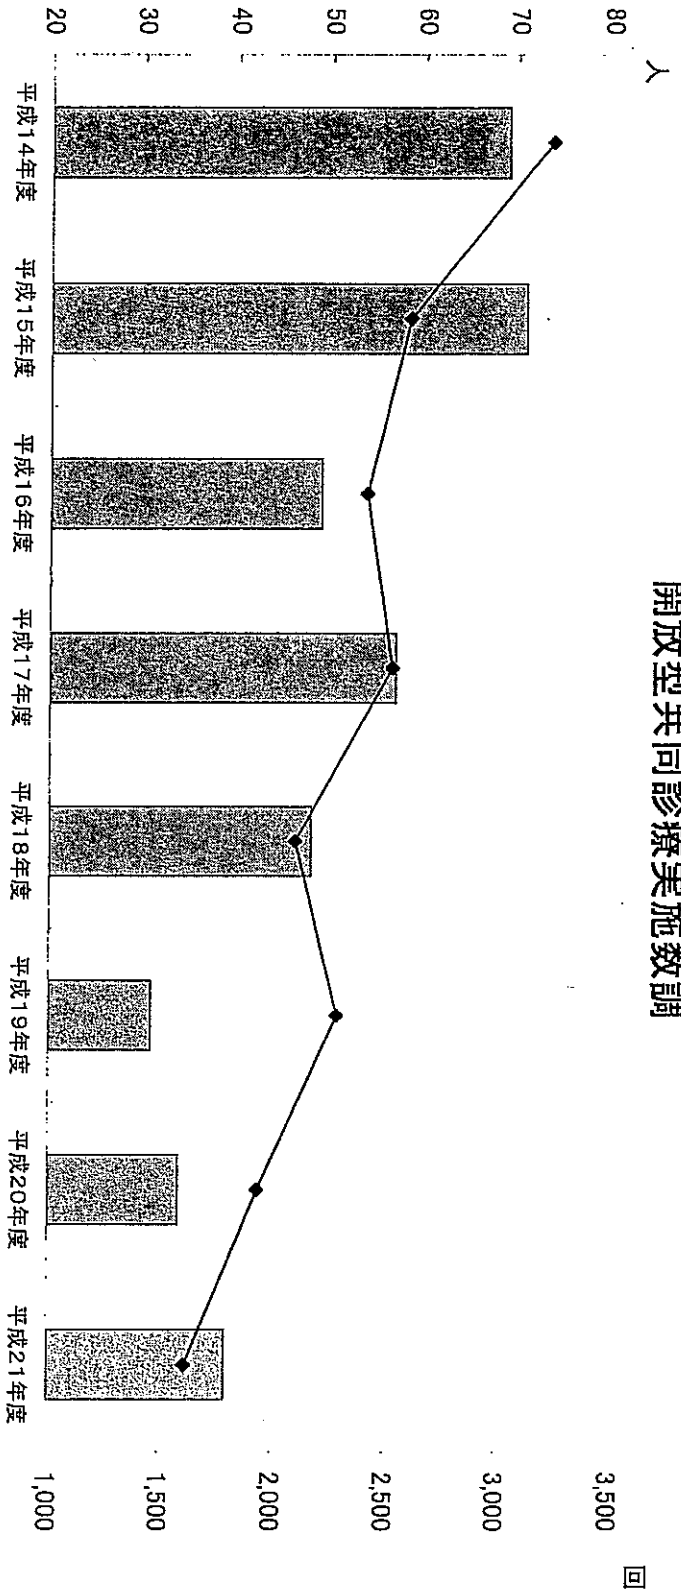 開放型共同診療実施数調
人
80
70
60
50
40
30
20
回
3,500
3,000
2,500
2,000
1,500
1,000
平成14年度
平成15年度
平成16年度
平成17年度
平成18年度
平成19年度
平成20年度
平成21年度